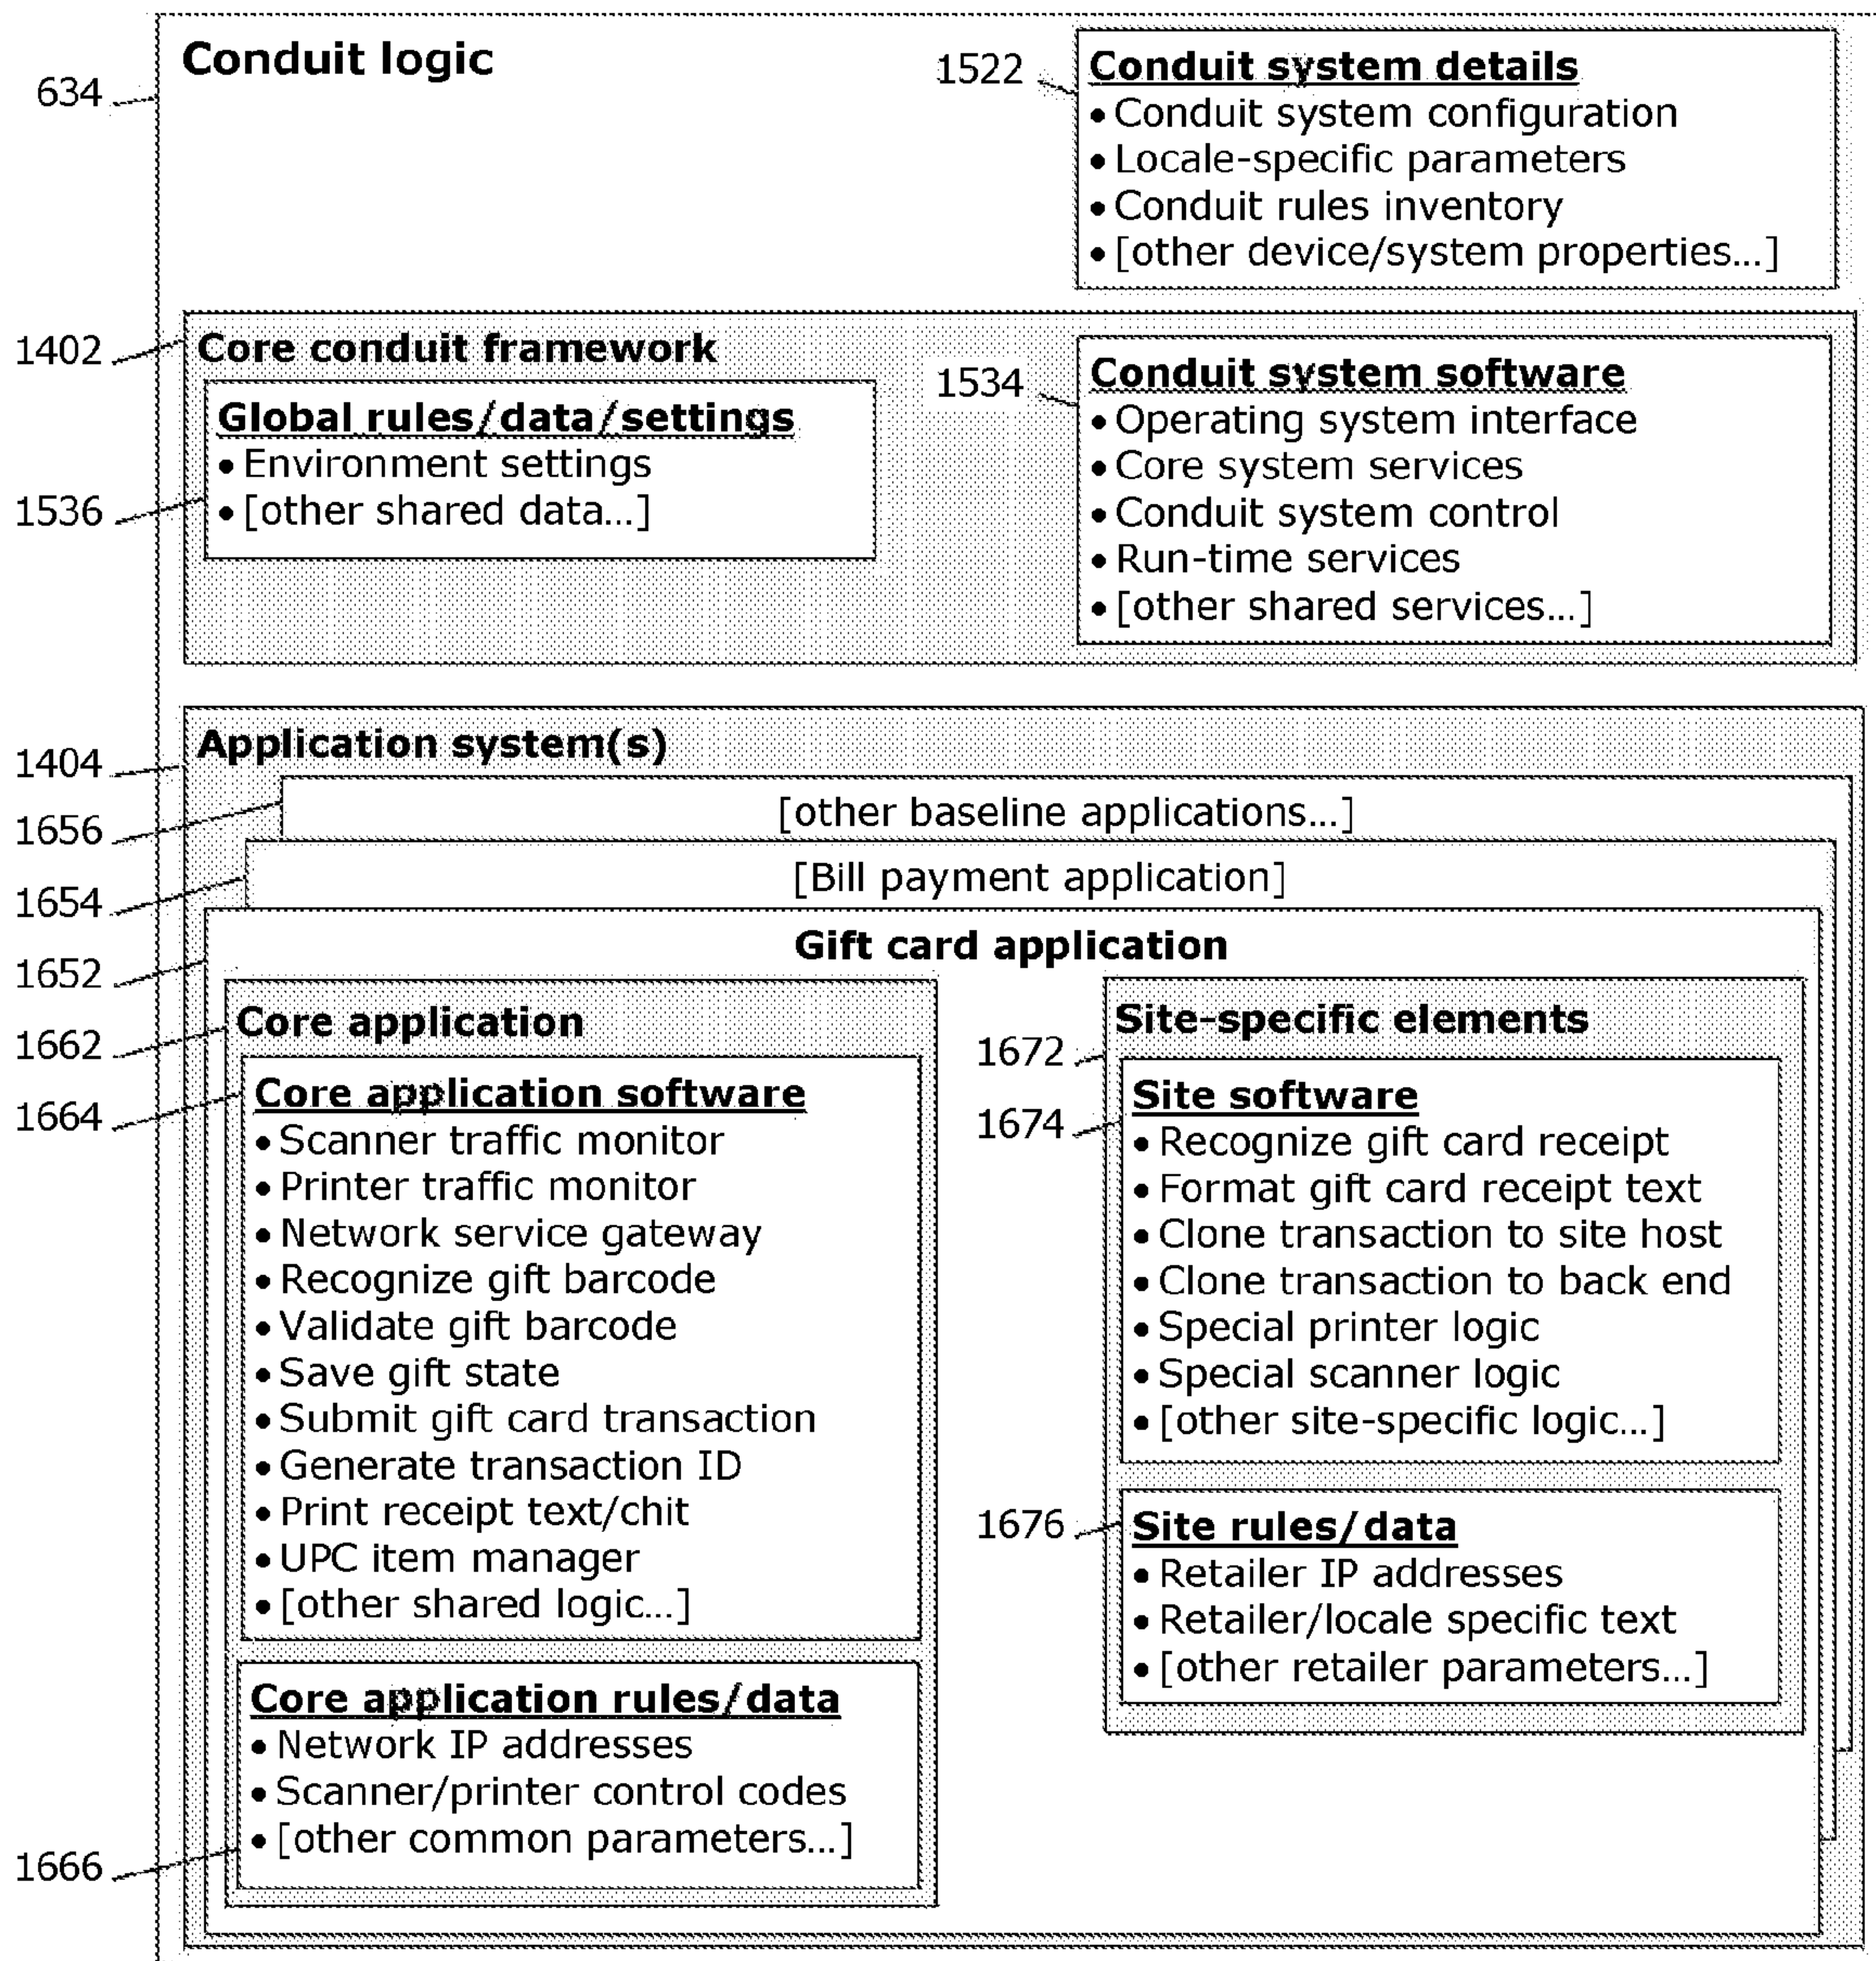 Conduit logic
634
1522
Conduit system details
• Conduit system configuration
• Locale-specific parameters
• Conduit rules inventory
• [other device/system properties...]
1402
Core conduit framework
Global rules/data/settings
• Environment settings
1536
• [other shared data...]
1534
Conduit system software
• Operating system interface
• Core system services
• Conduit system control
• Run-time services
• [other shared services...]
1404
Application system(s)
1656
[other baseline applications...]
1654
[Bill payment application]
1652
Gift card application
1662
Core application
1664
Core application software
• Scanner traffic monitor
• Printer traffic monitor
• Network service gateway
• Recognize gift barcode
• Validate gift barcode
• Save gift state
• Submit gift card transaction
• Generate transaction ID
• Print receipt text/chit
• UPC item manager
• [other shared logic...]
Core application rules/data
• Network IP addresses
• Scanner/printer control codes
• [other common parameters...]
1666
1672
Site-specific elements
1674
Site software
• Recognize gift card receipt
• Format gift card receipt text
• Clone transaction to site host
• Clone transaction to back end
• Special printer logic
• Special scanner logic
• [other site-specific logic...]
1676
Site rules/data
• Retailer IP addresses
• Retailer/locale specific text
• [other retailer parameters...]